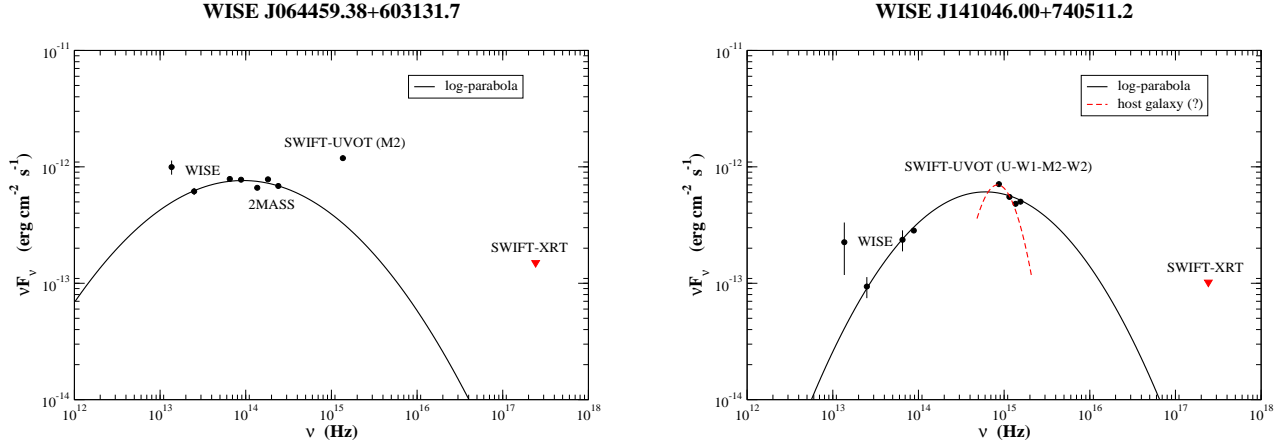 WISE J064459.38+603131.7
10^-11
10^-12
10^-13
10^-14
νF_ν (erg cm^-2 s^-1)
log-parabola
SWIFT-UVOT (M2)
WISE
2MASS
SWIFT-XRT
10^12 10^13 10^14 10^15 10^16 10^17 10^18
ν (Hz)
WISE J141046.00+740511.2
10^-11
10^-12
10^-13
10^-14
νF_ν (erg cm^-2 s^-1)
log-parabola
host galaxy (?)
SWIFT-UVOT (U-W1-M2-W2)
WISE
SWIFT-XRT
10^12 10^13 10^14 10^15 10^16 10^17 10^18
ν (Hz)